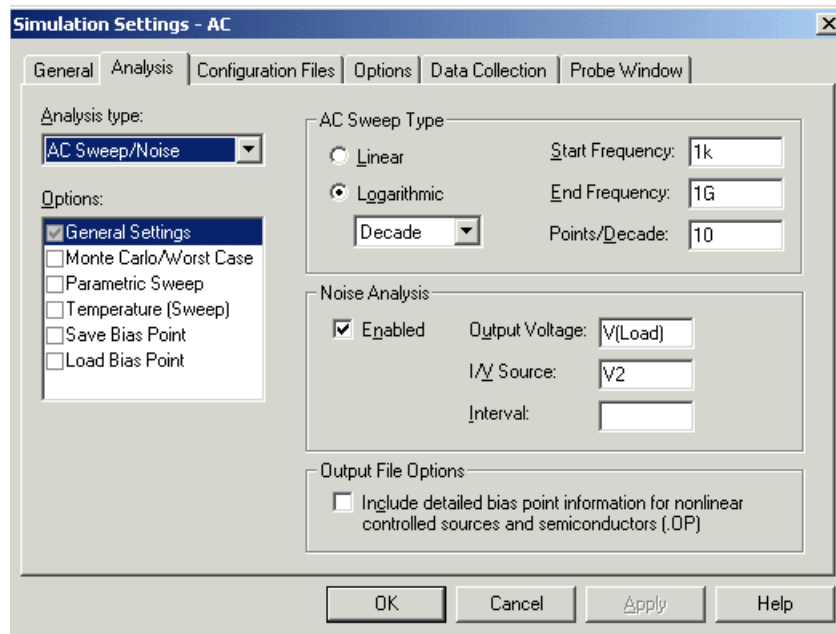 Simulation Settings - AC
General
Analysis
Configuration Files
Options
Data Collection
Probe Window
Analysis type:
AC Sweep/Noise
Options:
General Settings
Monte Carlo/Worst Case
Parametric Sweep
Temperature (Sweep)
Save Bias Point
Load Bias Point
AC Sweep Type
Linear
Logarithmic
Decade
Start Frequency: 1k
End Frequency: 1G
Points/Decade: 10
Noise Analysis
Enabled
Output Voltage: V(Load)
I/V Source: V2
Interval:
Output File Options
Include detailed bias point information for nonlinear
controlled sources and semiconductors (.OP)
OK
Cancel
Apply
Help